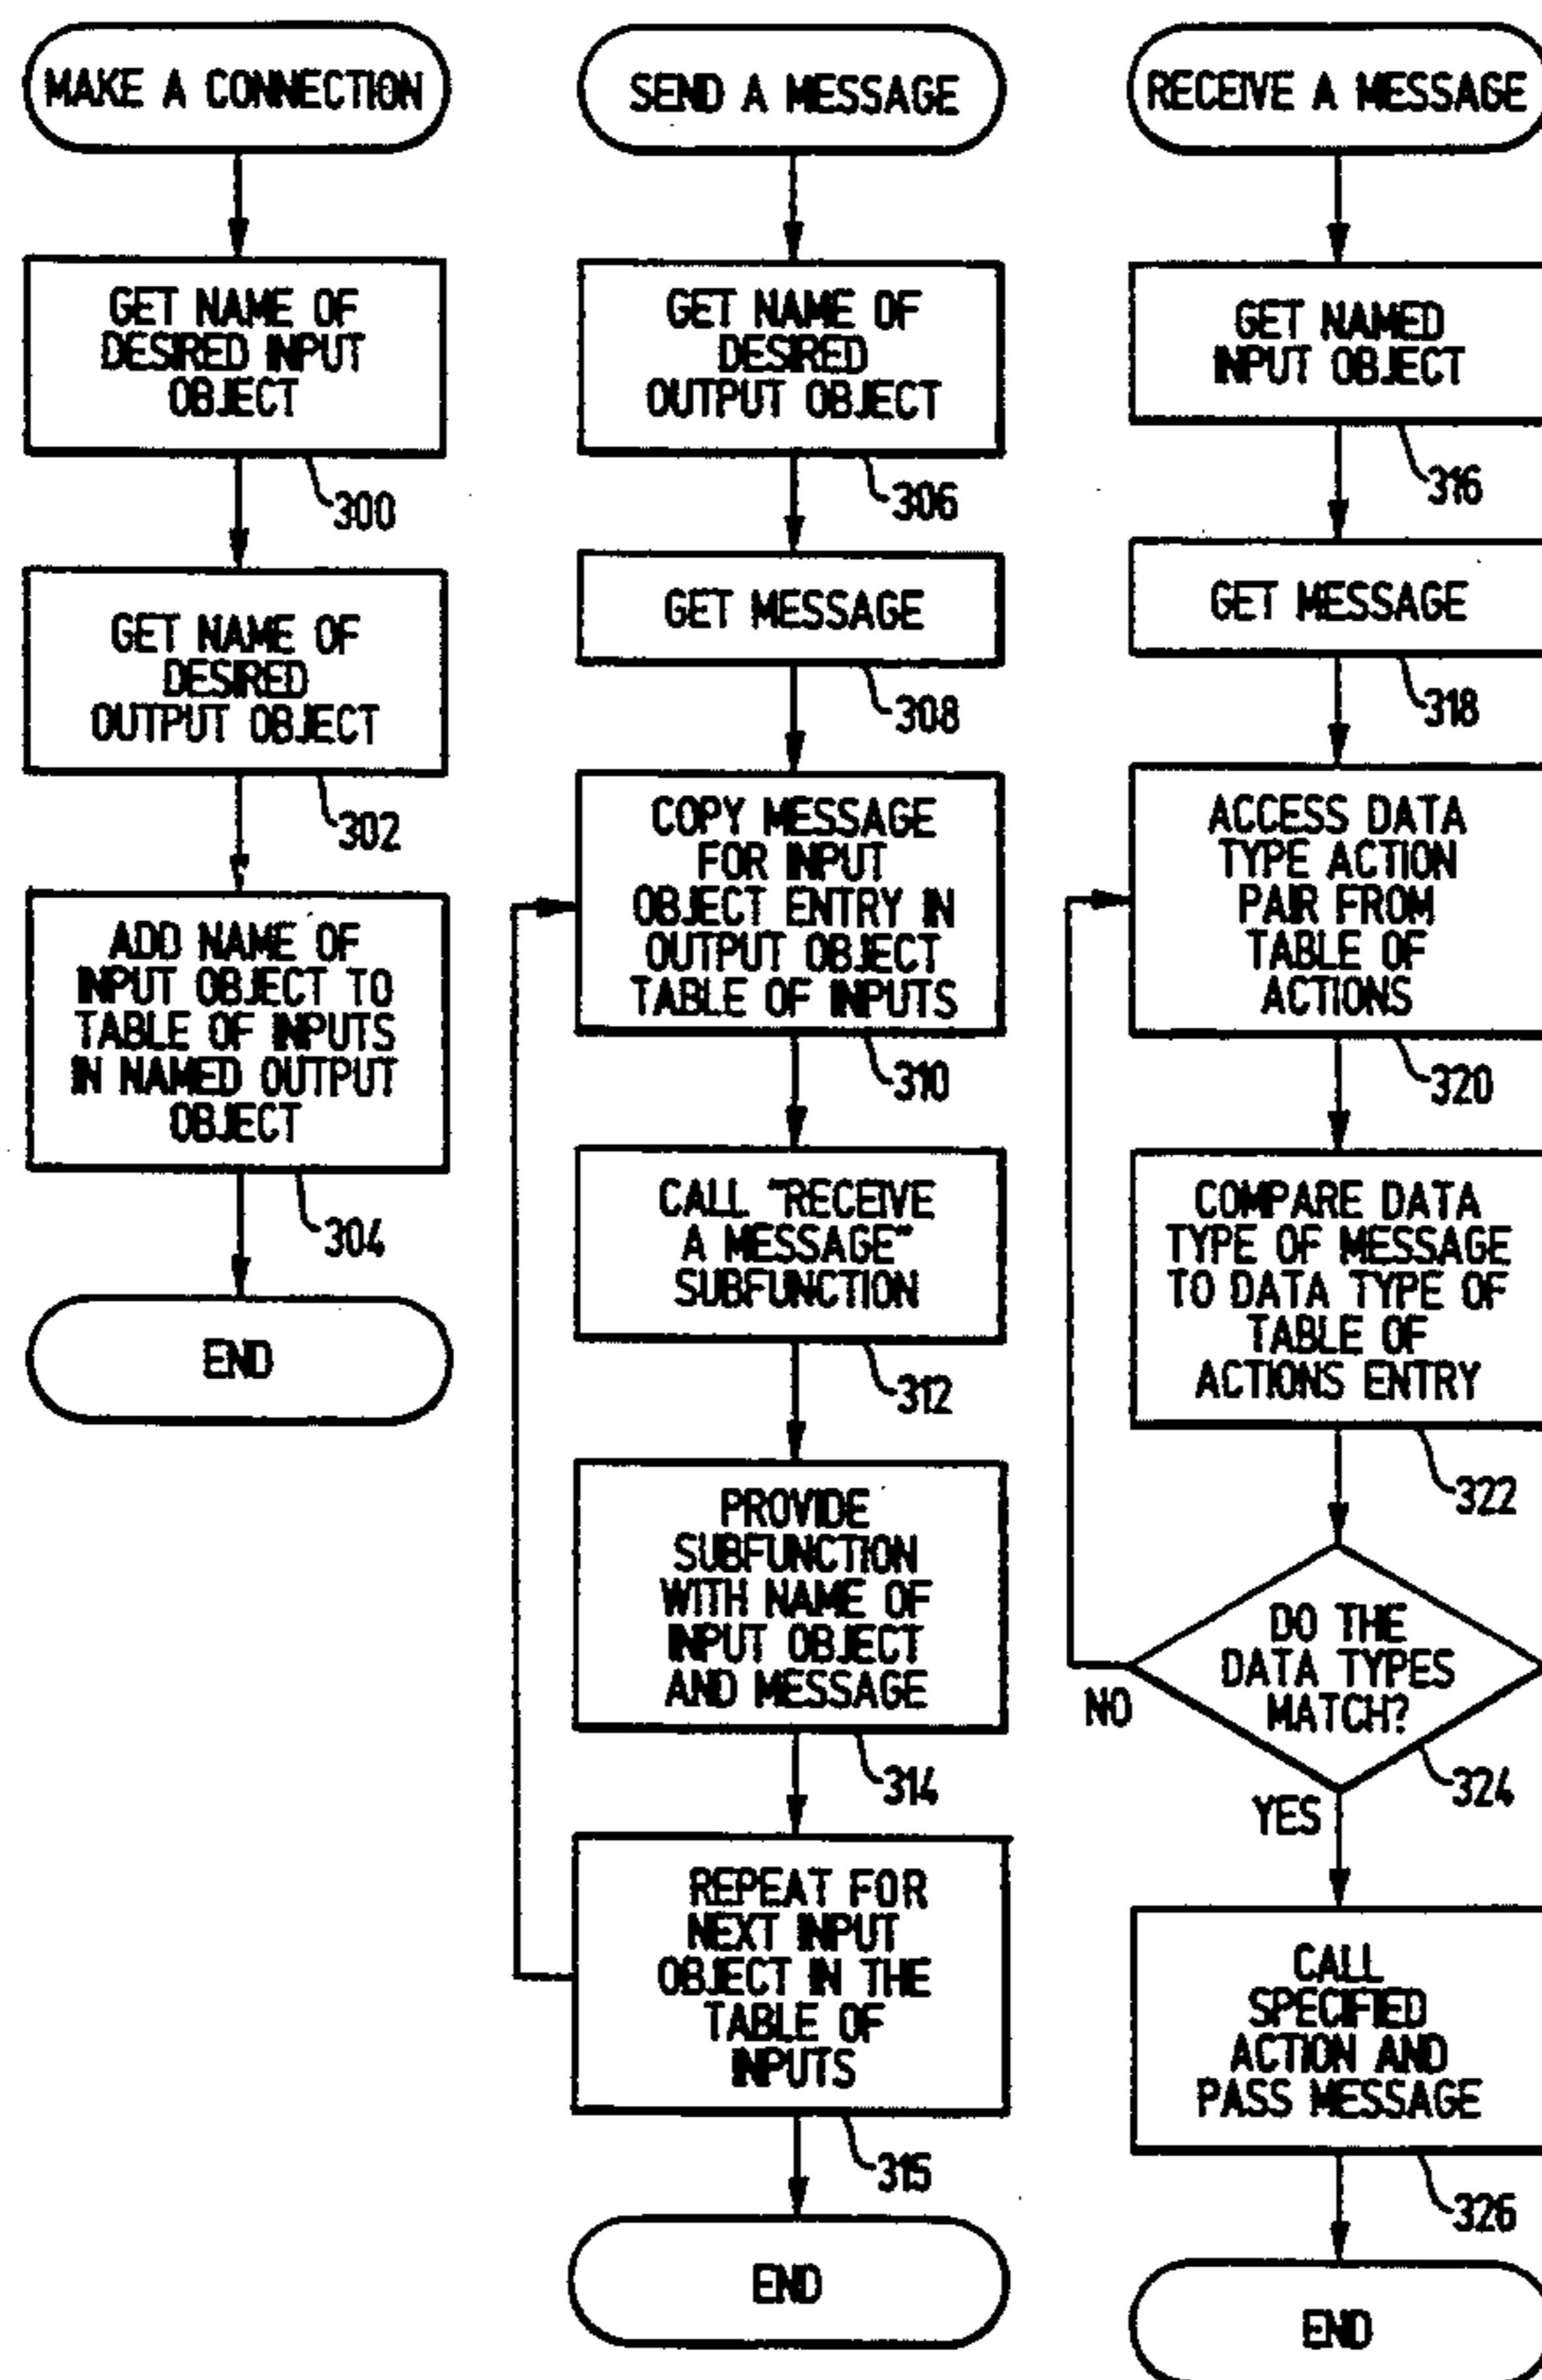 MAKE A CONNECTION
GET NAME OF
DESIRED INPUT
OBJECT
300
GET NAME OF
DESIRED
OUTPUT OBJECT
302
ADD NAME OF
INPUT OBJECT TO
TABLE OF INPUTS
IN NAMED OUTPUT
OBJECT
304
END
SEND A MESSAGE
GET NAME OF
DESIRED
OUTPUT OBJECT
306
GET MESSAGE
308
COPY MESSAGE
FOR INPUT
OBJECT ENTRY IN
OUTPUT OBJECT
TABLE OF INPUTS
310
CALL "RECEIVE
A MESSAGE"
SUBFUNCTION
312
PROVIDE
SUBFUNCTION
WITH NAME OF
INPUT OBJECT
AND MESSAGE
314
REPEAT FOR
NEXT INPUT
OBJECT IN THE
TABLE OF
INPUTS
315
END
RECEIVE A MESSAGE
GET NAMED
INPUT OBJECT
316
GET MESSAGE
318
ACCESS DATA
TYPE ACTION
PAIR FROM
TABLE OF
ACTIONS
320
COMPARE DATA
TYPE OF MESSAGE
TO DATA TYPE OF
TABLE OF
ACTIONS ENTRY
322
DO THE
DATA TYPES
MATCH?
NO
324
YES
CALL
SPECIFIED
ACTION AND
PASS MESSAGE
326
END